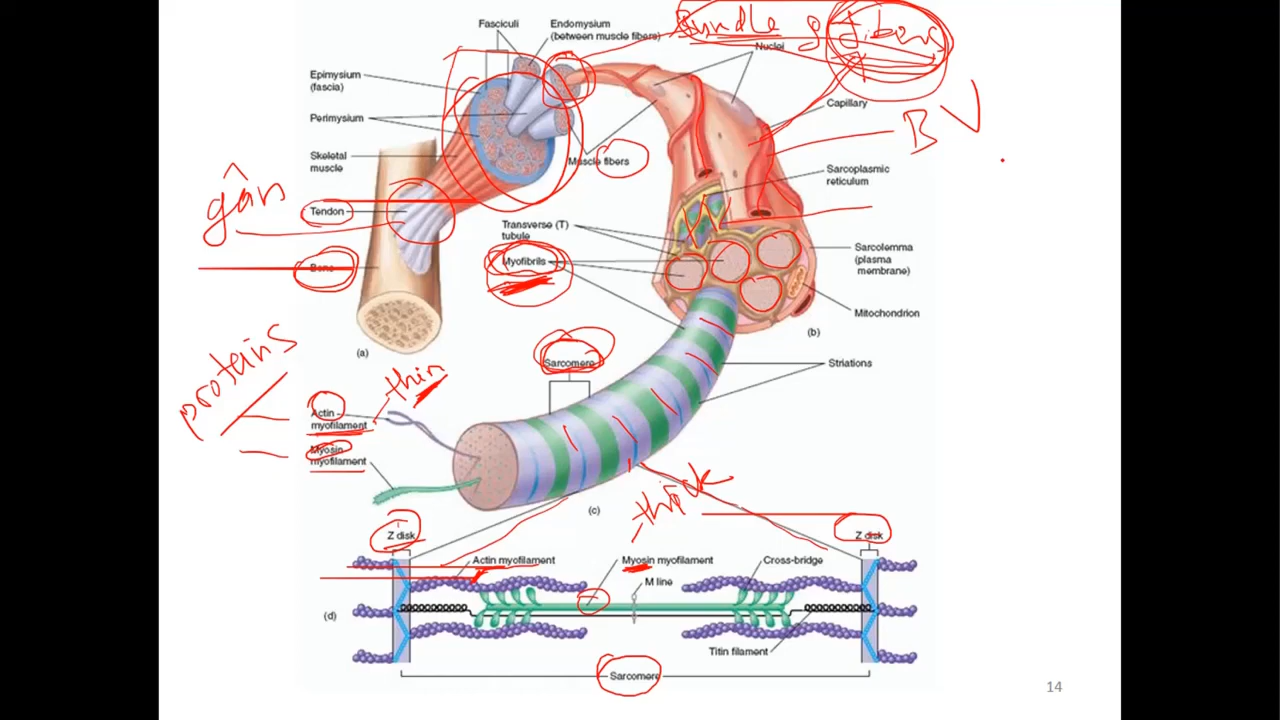 Fasciculi
Endomysium
(between muscle fibers)
Bundle of fibers
Nuclei
Epimysium
(fascia)
Perimysium
Capillary
BV
Skeletal
muscle
Muscle fibers
Sarcoplasmic
reticulum
gân
Tendon
Transverse (T)
tubule
Sarcolemma
(plasma
membrane)
Bone
Myofibrils
Mitochondrion
(b)
(a)
proteins
Sarcomere
Striations
thin
Actin
myofilament
Myosin
myofilament
thick
(c)
Z disk
Z disk
Actin myofilament
Myosin myofilament
Cross-bridge
M line
(d)
Titin filament
Sarcomere
14